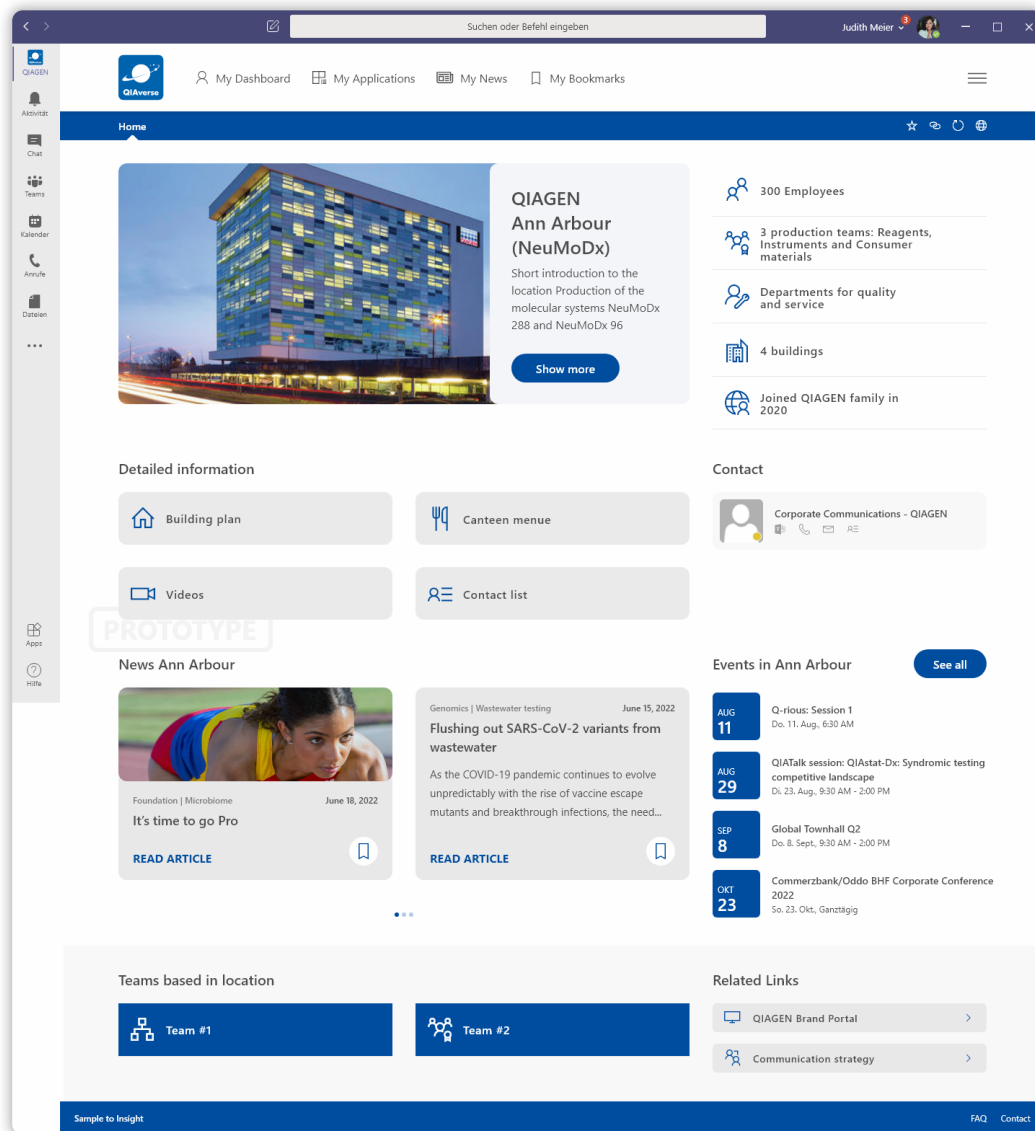 Suchen oder Befehl eingeben
Judith Meier
3
QIAGEN
Aktivität
Chat
Teams
Kalender
Anrufe
Dateien
Apps
Hilfe
QIAverse
My Dashboard
My Applications
My News
My Bookmarks
Home
QIAGEN
Ann Arbour
(NeuMoDx)
Short introduction to the
location Production of the
molecular systems NeuMoDx
288 and NeuMoDx 96
Show more
300 Employees
3 production teams: Reagents,
Instruments and Consumer
materials
Departments for quality
and service
4 buildings
Joined QIAGEN family in
2020
Detailed information
Building plan
Canteen menue
Videos
Contact list
Contact
Corporate Communications - QIAGEN
PROTOTYPE
News Ann Arbour
Foundation | Microbiome
June 18, 2022
It's time to go Pro
READ ARTICLE
Genomics | Wastewater testing
June 15, 2022
Flushing out SARS-CoV-2 variants from
wastewater
As the COVID-19 pandemic continues to evolve
unpredictably with the rise of vaccine escape
mutants and breakthrough infections, the need...
READ ARTICLE
Events in Ann Arbour
See all
AUG
11
Q-rious: Session 1
Do. 11. Aug., 6:30 AM
AUG
29
QIATalk session: QIAstat-Dx: Syndromic testing
competitive landscape
Di. 23. Aug., 9:30 AM - 2:00 PM
SEP
8
Global Townhall Q2
Do. 8. Sept., 9:30 AM - 2:00 PM
OKT
23
Commerzbank/Oddo BHF Corporate Conference
2022
So. 23. Okt., Ganztägig
Teams based in location
Team #1
Team #2
Related Links
QIAGEN Brand Portal
Communication strategy
Sample to Insight
FAQ
Contact